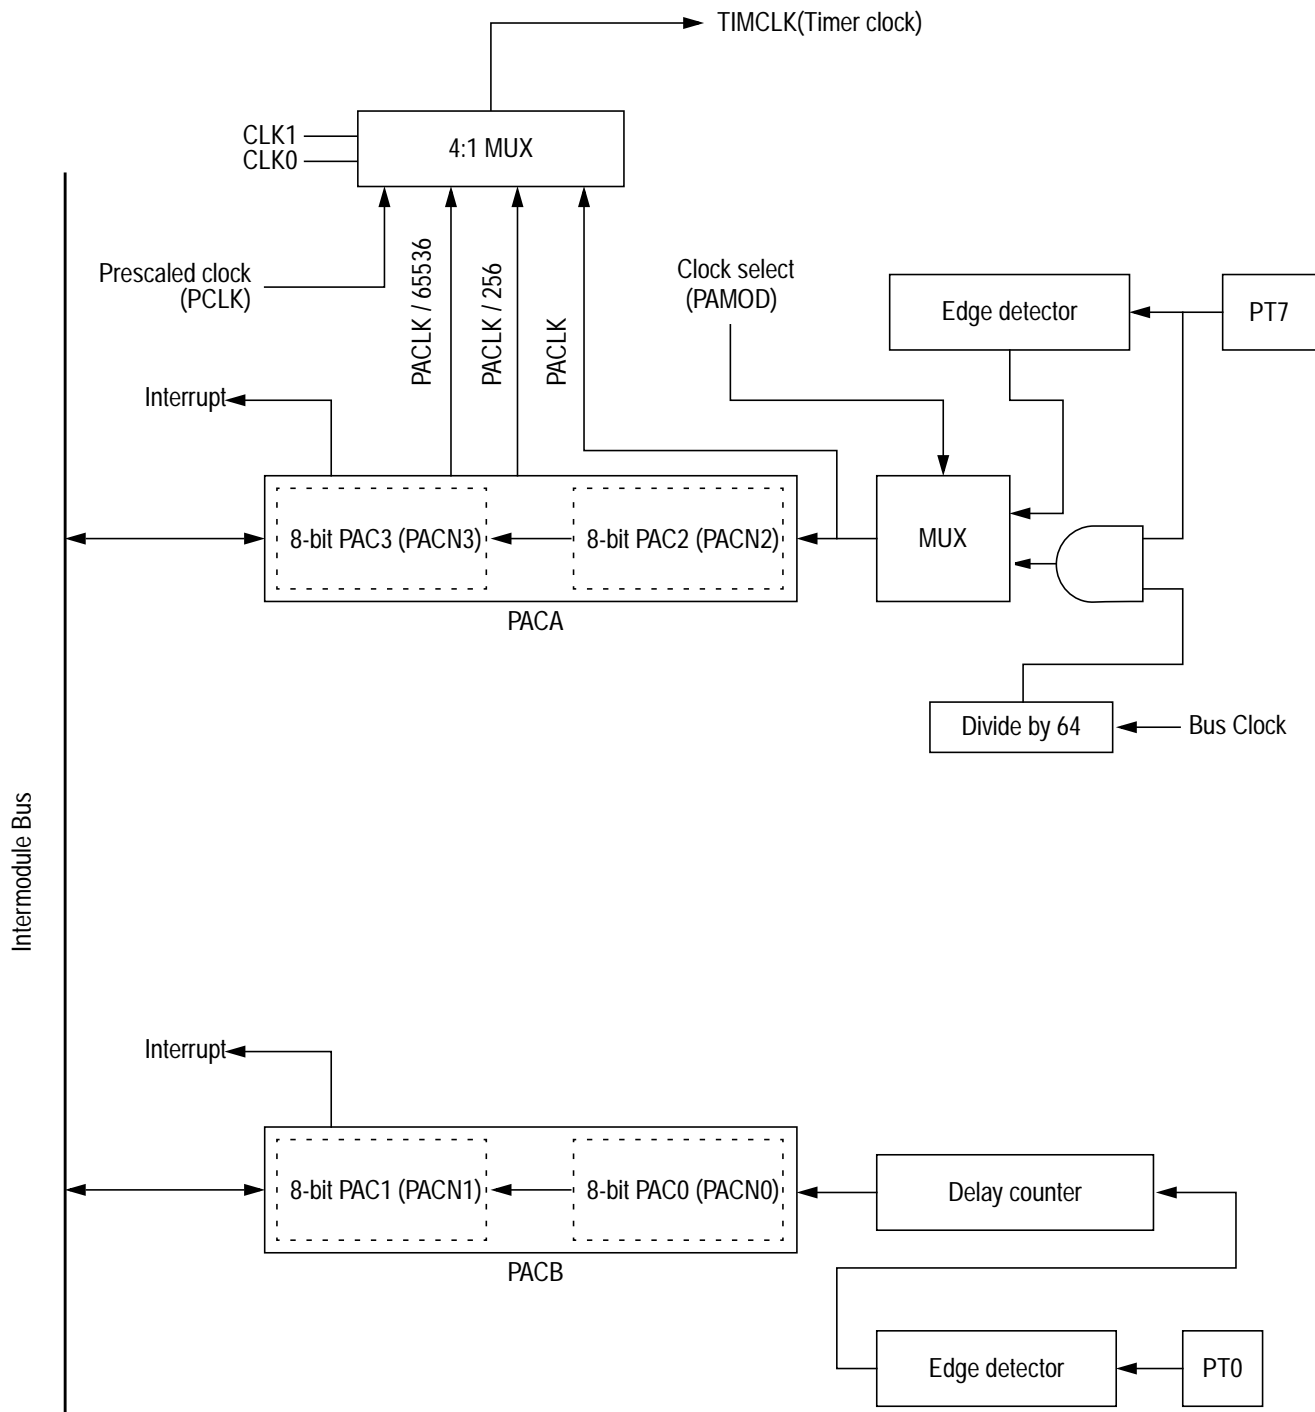 TIMCLK(Timer clock)
CLK1
CLK0
4:1 MUX
Prescaled clock
(PCLK)
PACLK / 65536
PACLK / 256
PACLK
Clock select
(PAMOD)
Edge detector
PT7
Interrupt
8-bit PAC3 (PACN3)
8-bit PAC2 (PACN2)
MUX
PACA
Divide by 64
Bus Clock
Intermodule Bus
Interrupt
8-bit PAC1 (PACN1)
8-bit PAC0 (PACN0)
Delay counter
PACB
Edge detector
PT0